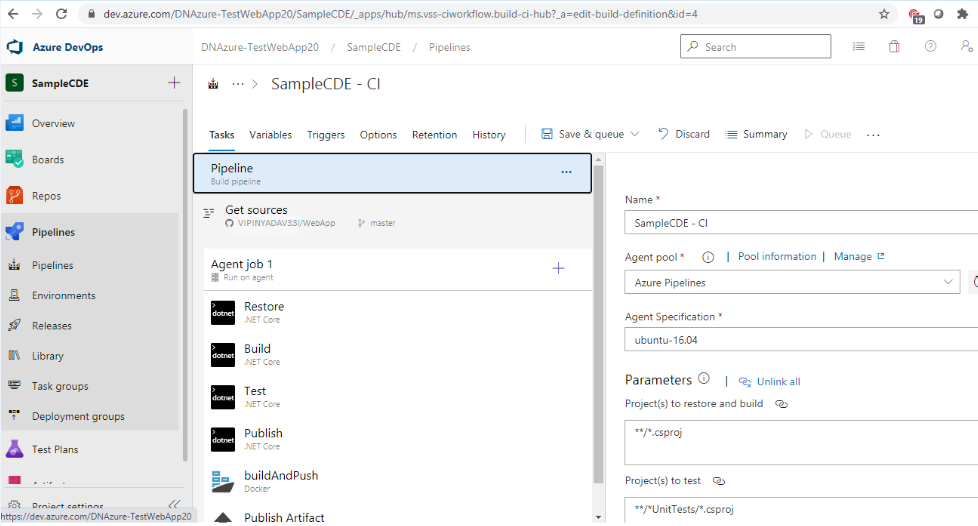 dev.azure.com/DNAzure-TestWebApp20/SampleCDE/_apps/hub/ms.vss-ciworkflow.build-ci-hub?_a=edit-build-definition&id=4
19
Azure DevOps
DNAzure-TestWebApp20 / SampleCDE / Pipelines
Search
S SampleCDE
... > SampleCDE - CI
Overview
Boards
Repos
Pipelines
Pipelines
Environments
Releases
Library
Task groups
Deployment groups
Test Plans
Project settings
https://dev.azure.com/DNAzure-TestWebApp20
Tasks Variables Triggers Options Retention History Save & queue Discard Summary Queue ...
Pipeline ...
Build pipeline
Get sources
VIPINYADAV33i/WebApp master
Agent job 1
Run on agent
dotnet Restore
.NET Core
dotnet Build
.NET Core
dotnet Test
.NET Core
dotnet Publish
.NET Core
buildAndPush
Docker
Publish Artifact
Name *
SampleCDE - CI
Agent pool * | Pool information | Manage
Azure Pipelines
Agent Specification *
ubuntu-16.04
Parameters | Unlink all
Project(s) to restore and build
**/*.csproj
Project(s) to test
**/*UnitTests/*.csproj